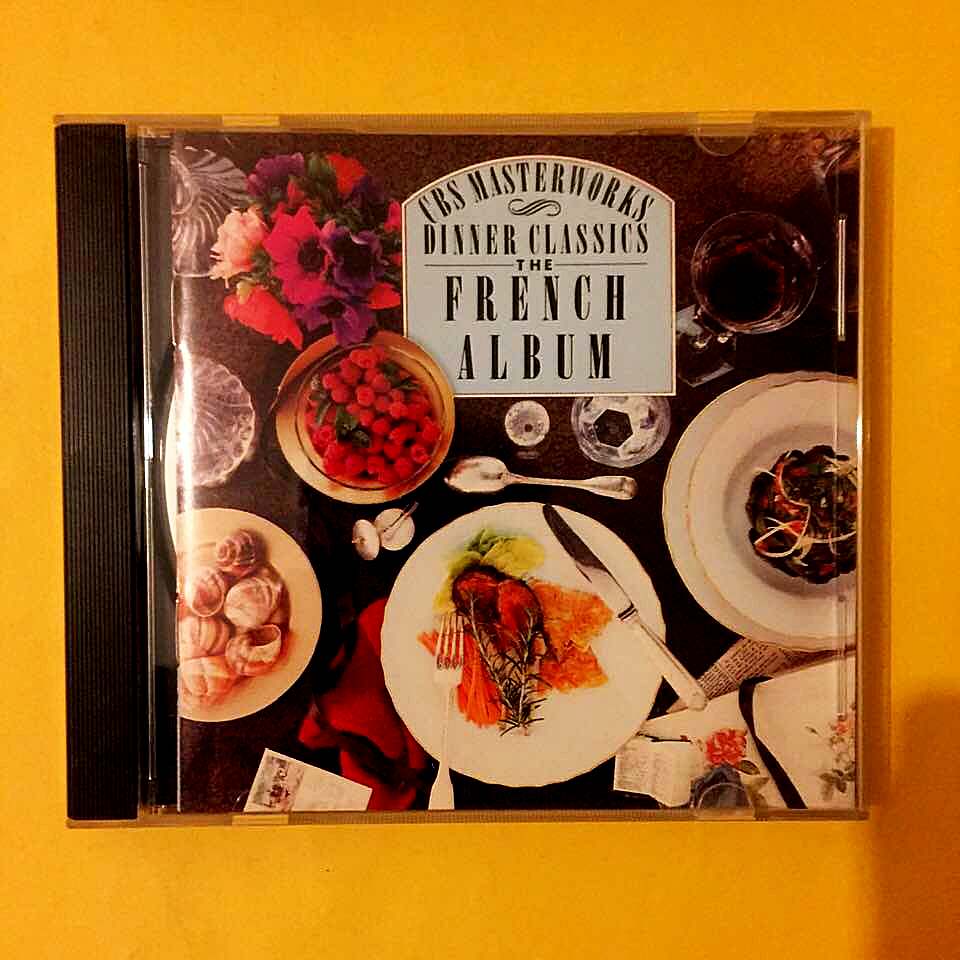 CBS MASTERWORKS
DINNER CLASSICS
THE
FRENCH
ALBUM